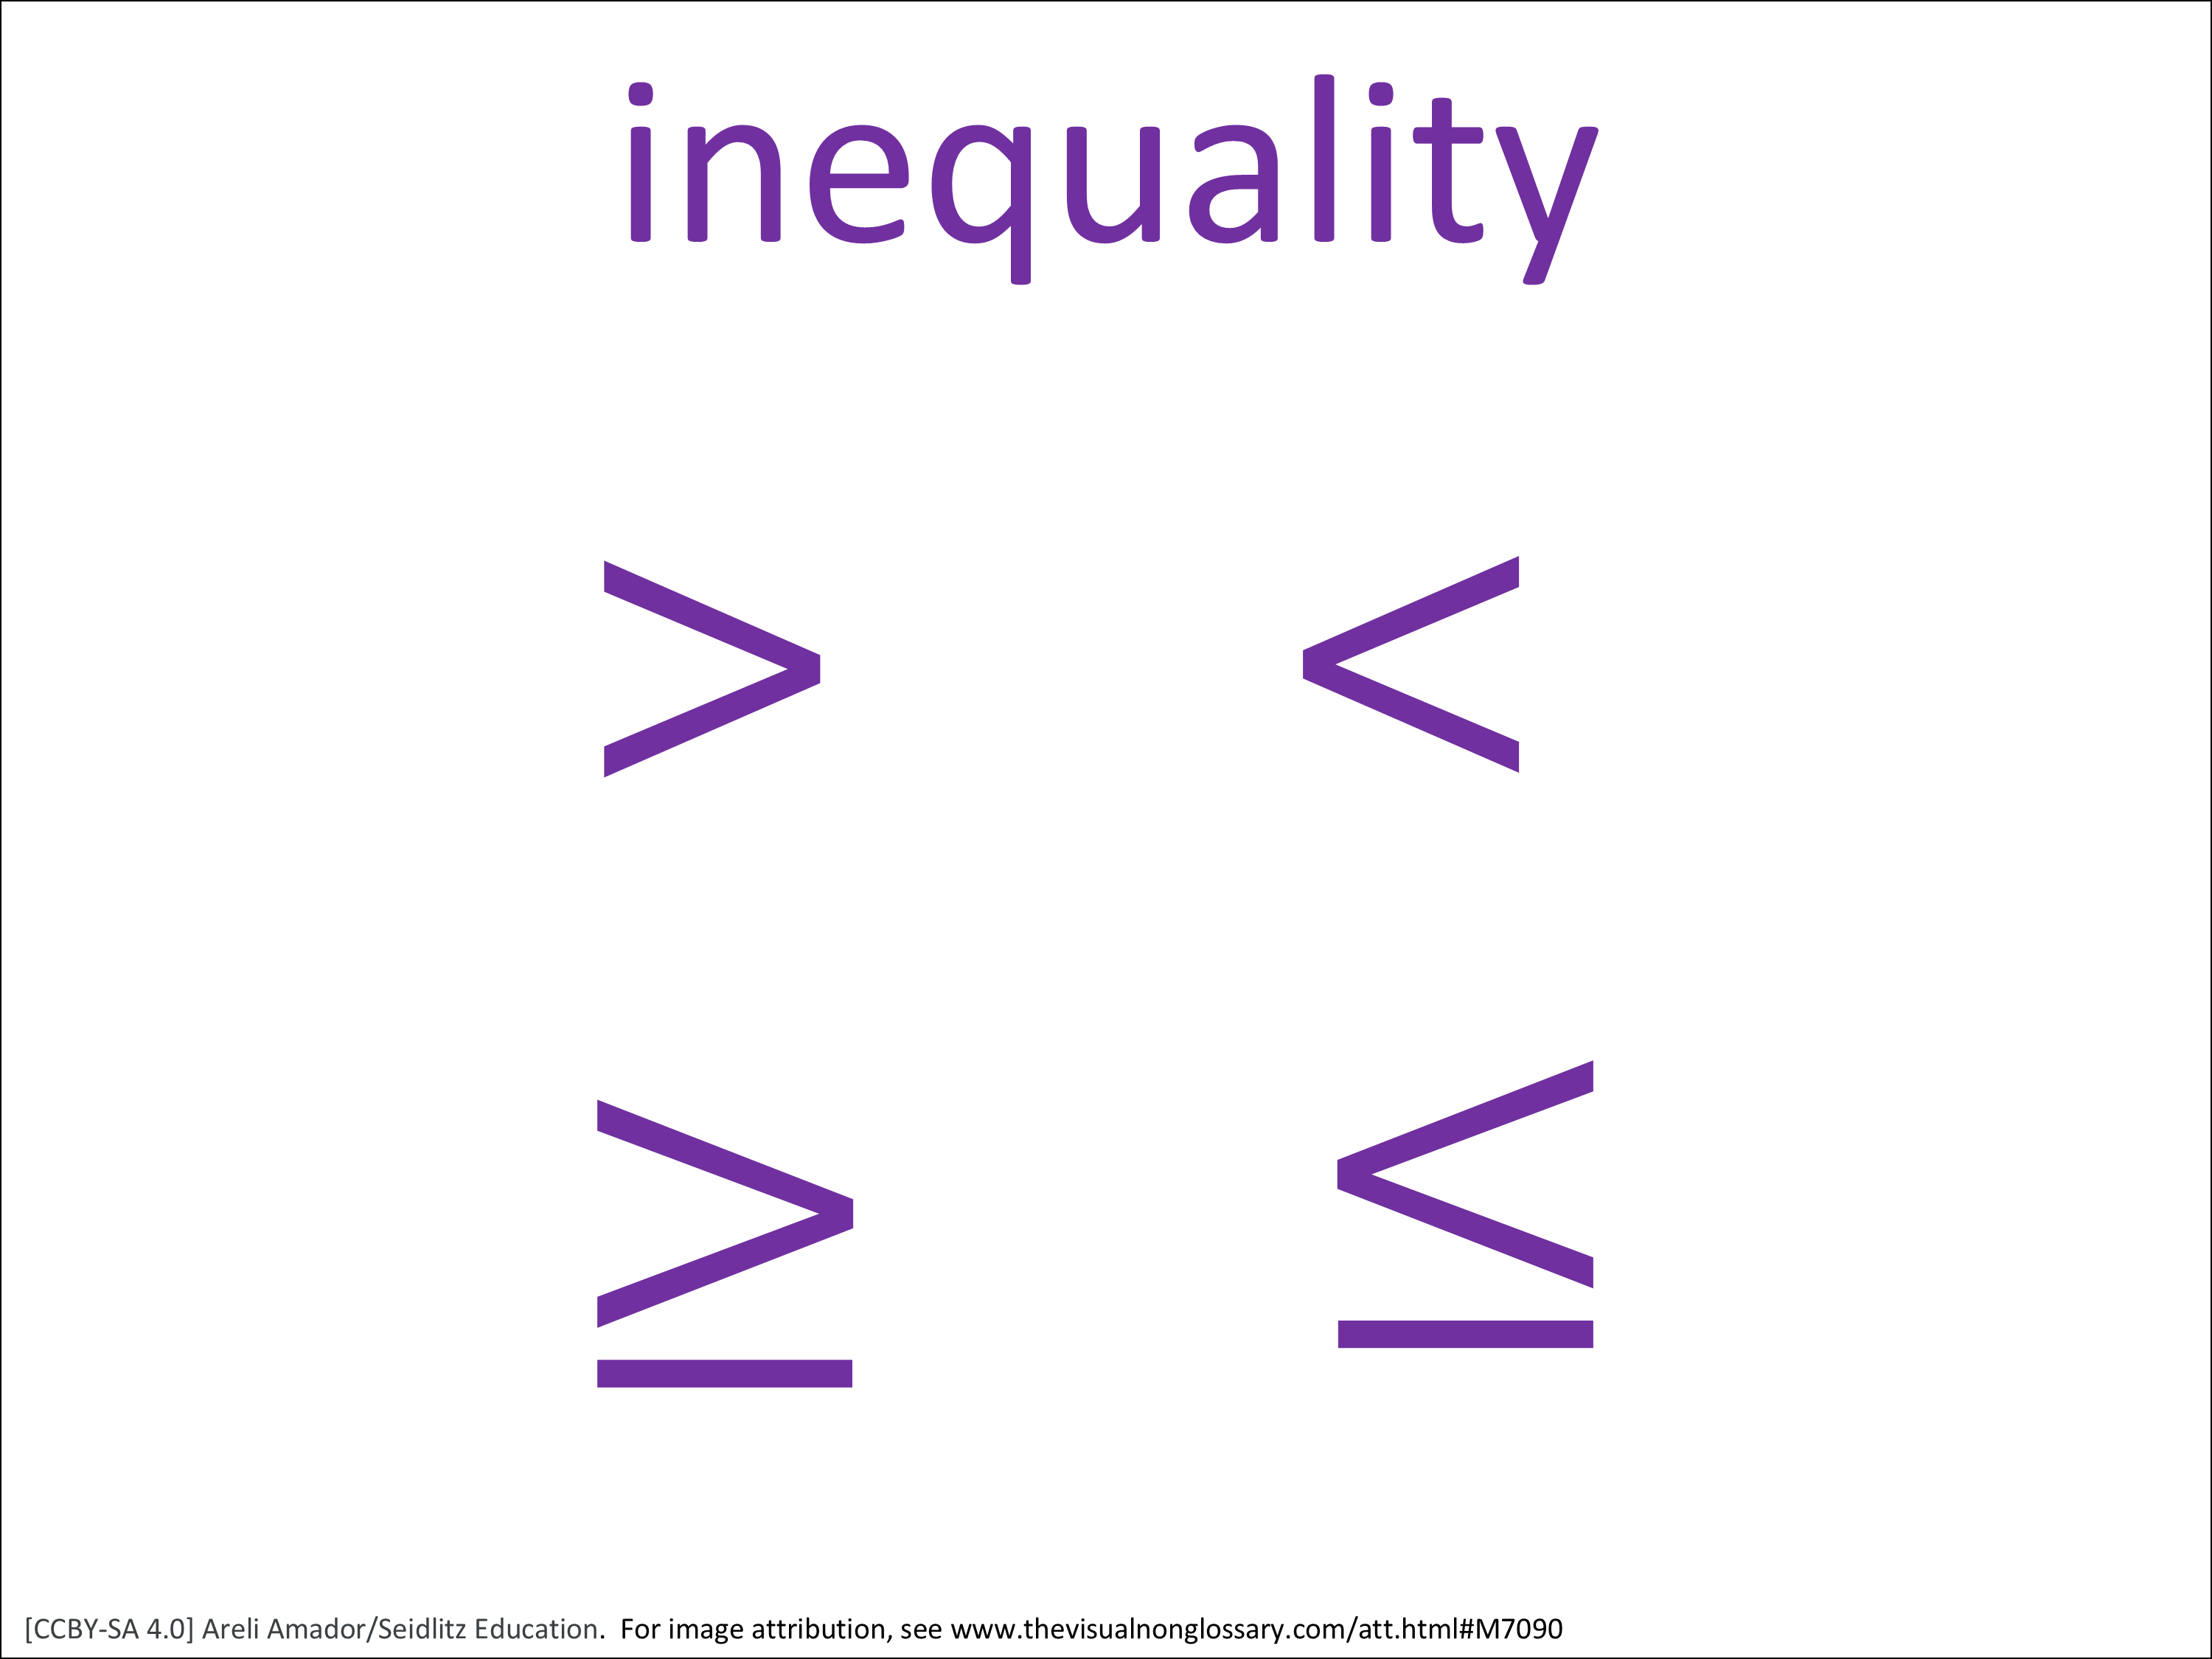 inequality
> <
≥ ≤
[CCBY-SA 4.0] Areli Amador/Seidlitz Education.  For image attribution, see www.thevisualnonglossary.com/att.html#M7090